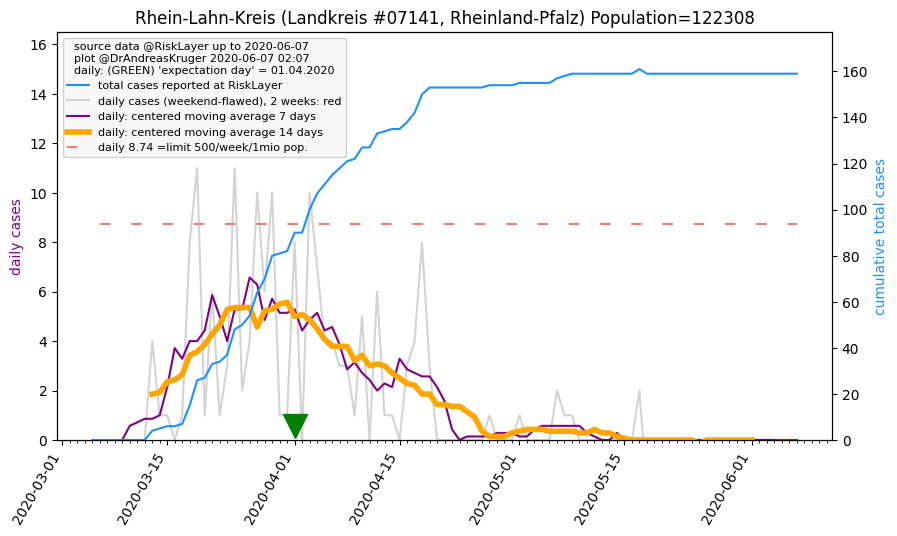 Rhein-Lahn-Kreis (Landkreis #07141, Rheinland-Pfalz) Population=122308
source data @RiskLayer up to 2020-06-07
plot @DrAndreasKruger 2020-06-07 02:07
daily: (GREEN) 'expectation day' = 01.04.2020
total cases reported at RiskLayer
daily cases (weekend-flawed), 2 weeks: red
daily: centered moving average 7 days
daily: centered moving average 14 days
daily 8.74 =limit 500/week/1mio pop.
daily cases
16
14
12
10
8
6
4
2
0
cumulative total cases
160
140
120
100
80
60
40
20
0
2020-03-01
2020-03-15
2020-04-01
2020-04-15
2020-05-01
2020-05-15
2020-06-01